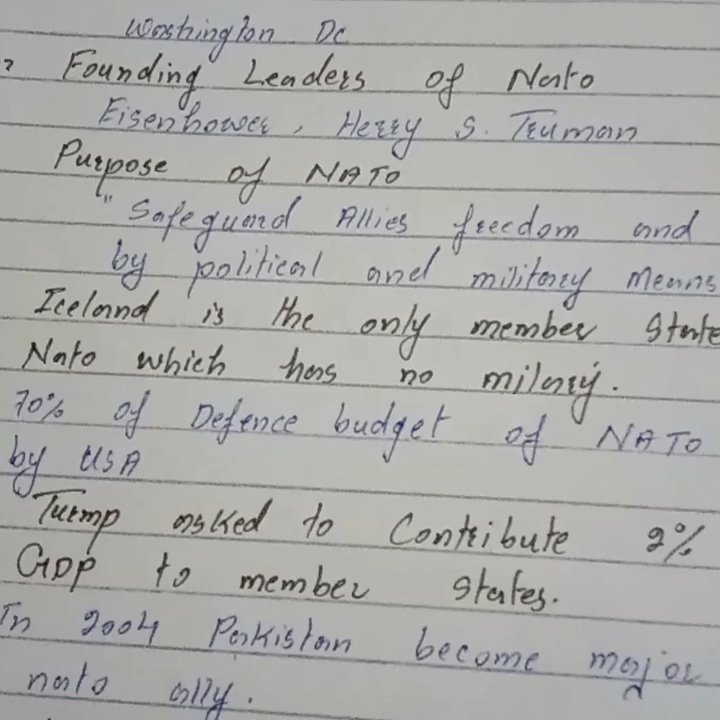 Washington Dc
? Founding Leaders of Nato
Eisenhower, Herry S. Truman
Purpose of NATO
"Safeguard Allies freedom and
by political and military means
Iceland is the only member State
Nato which has no milary.
70% of Defence budget of NATO
by USA
Turmp asked to Contribute 2%
GDP to member states.
In 2004 Pakistan become major
nato ally.